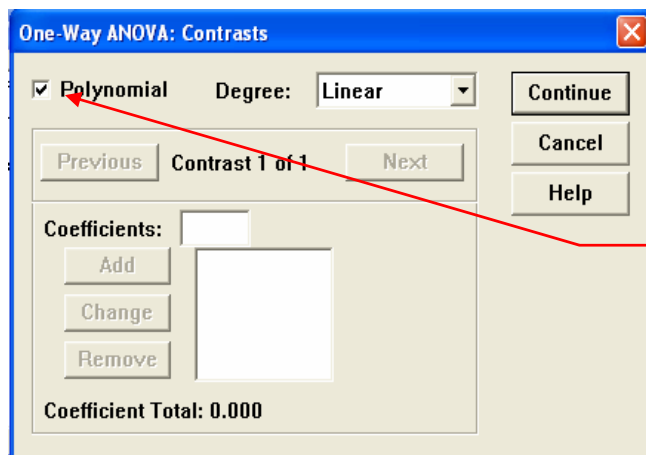 One-Way ANOVA: Contrasts
Polynomial Degree: Linear Continue
Cancel
Previous Contrast 1 of 1 Next
Help
Coefficients:
Add
Change
Remove
Coefficient Total: 0.000